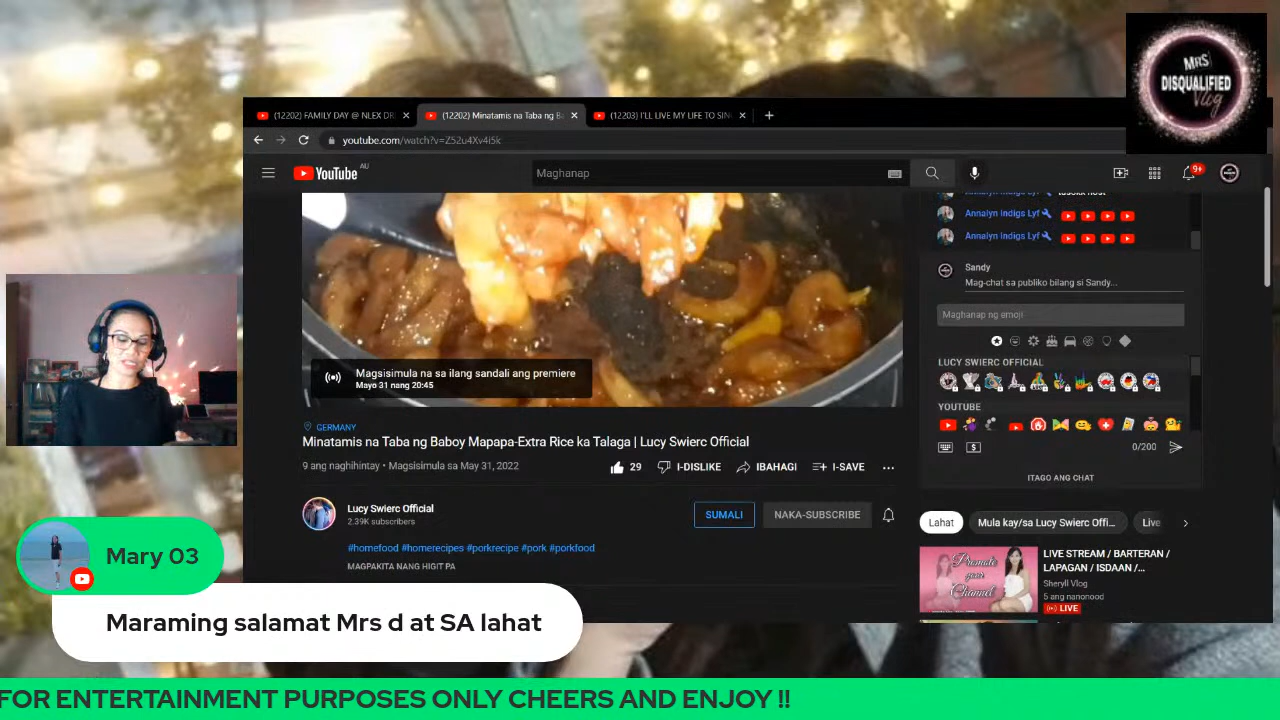 MRS
DISQUALIFIED
Vlog
(12202) FAMILY DAY @ NLEX DR
(12202) Minatamis na Taba ng B
(12203) I'LL LIVE MY LIFE TO SIN
youtube.com/watch?v=Z52u4Xv4i5k
YouTube AU
Maghanap
9+
Annalyn Indigs Lyf
Annalyn Indigs Lyf
Sandy
Mag-chat sa publiko bilang si Sandy...
Maghanap ng emoji
LUCY SWIERC OFFICIAL
YOUTUBE
0/200
ITAGO ANG CHAT
Magsisimula na sa ilang sandali ang premiere
Mayo 31 nang 20:45
GERMANY
Minatamis na Taba ng Baboy Mapapa-Extra Rice ka Talaga | Lucy Swierc Official
9 ang naghihintay • Magsisimula sa May 31, 2022
29 I-DISLIKE IBAHAGI I-SAVE
Lucy Swierc Official
2.39K subscribers
SUMALI NAKA-SUBSCRIBE
#homefood #homerecipes #porkrecipe #pork #porkfood
MAGPAKITA NANG HIGIT PA
Lahat Mula kay/sa Lucy Swierc Offi... Live
Promote your Channel
LIVE STREAM / BARTERAN /
LAPAGAN / ISDAAN /...
Sheryll Vlog
5 ang nanonood
LIVE
Mary 03
Maraming salamat Mrs d at SA lahat
FOR ENTERTAINMENT PURPOSES ONLY CHEERS AND ENJOY !!